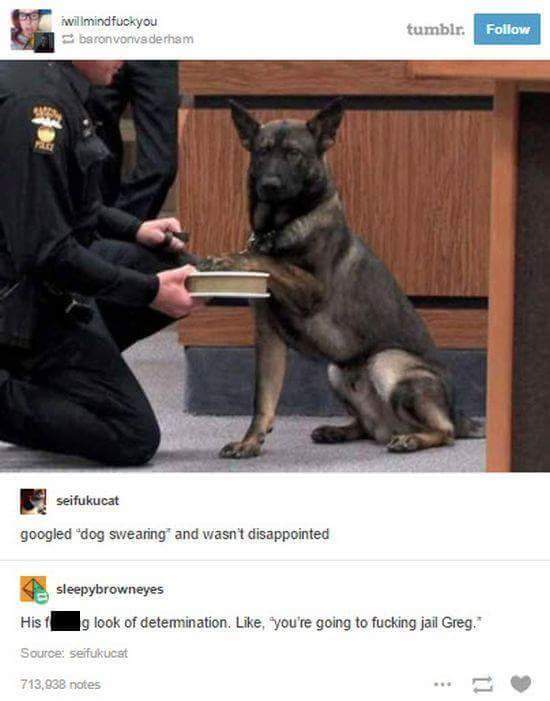 iwillmindfuckyou
baronvonvaderham
tumblr.
Follow
seifukucat
googled "dog swearing" and wasn't disappointed
sleepybrowneyes
His f g look of determination. Like, "you're going to fucking jail Greg."
Source: seifukucat
713,938 notes